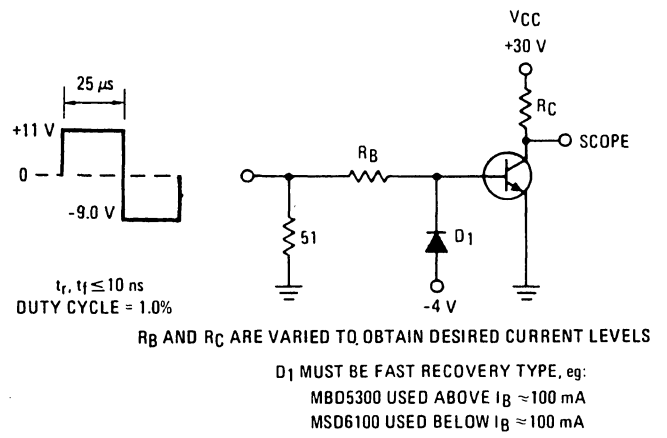 VCC
+30 V
25 µs
RC
+11 V
SCOPE
RB
0
-9.0 V
51
D1
tr, tf ≤ 10 ns
DUTY CYCLE = 1.0%
-4 V
RB AND RC ARE VARIED TO OBTAIN DESIRED CURRENT LEVELS
D1 MUST BE FAST RECOVERY TYPE, eg:
MBD5300 USED ABOVE IB ≈ 100 mA
MSD6100 USED BELOW IB ≈ 100 mA